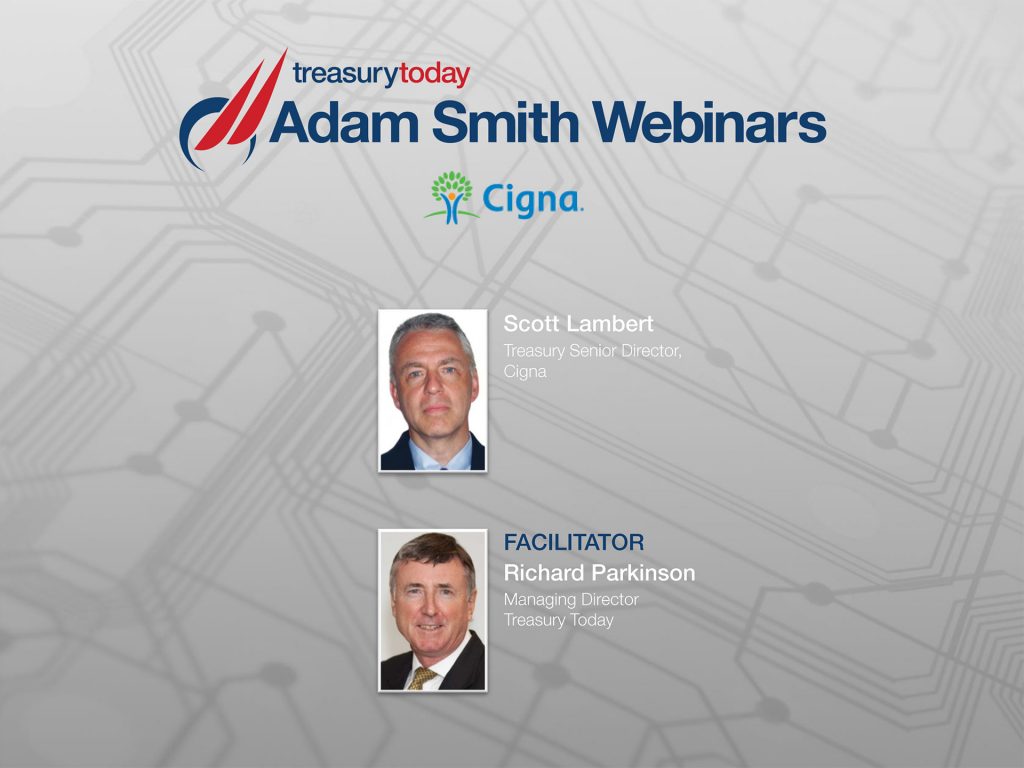 treasurytoday
Adam Smith Webinars
Cigna.
Scott Lambert
Treasury Senior Director,
Cigna
FACILITATOR
Richard Parkinson
Managing Director
Treasury Today